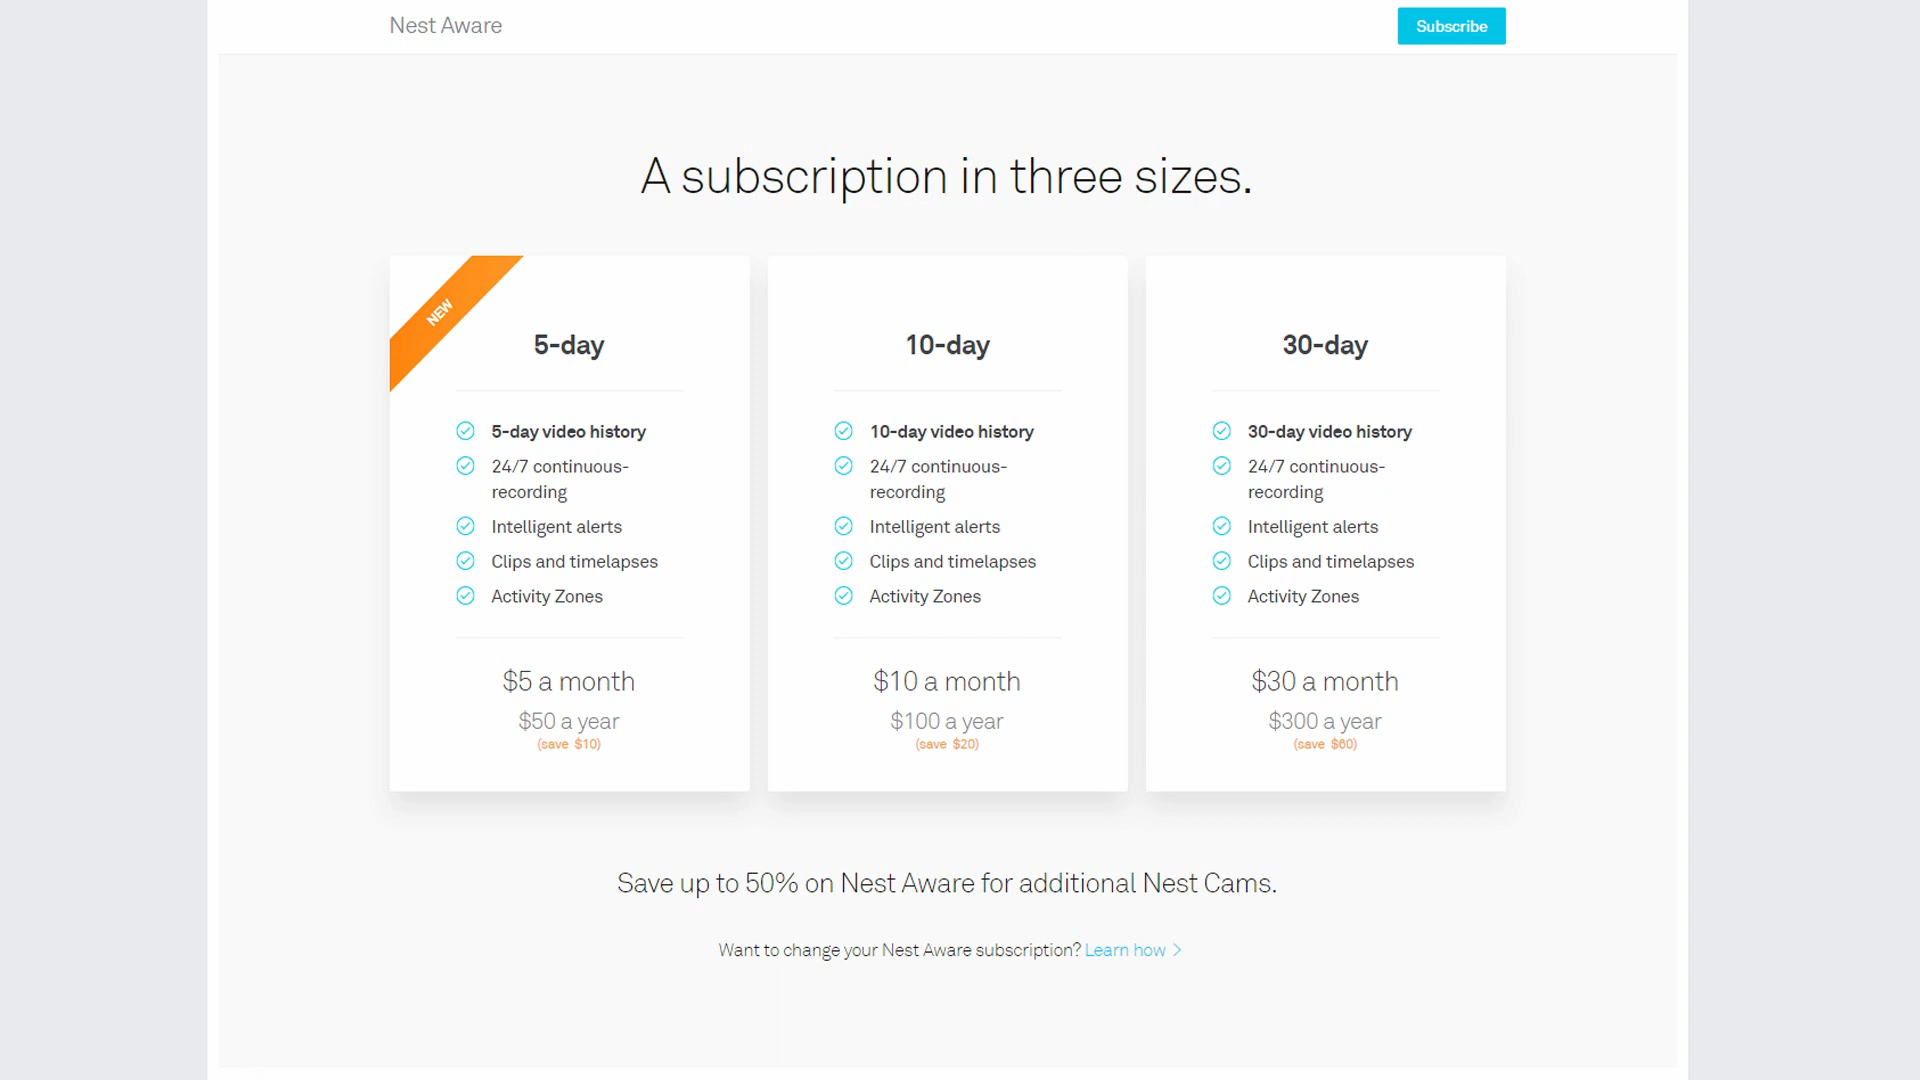 Nest Aware
Subscribe
A subscription in three sizes.
NEW
5-day
5-day video history
24/7 continuous-
recording
Intelligent alerts
Clips and timelapses
Activity Zones
$5 a month
$50 a year
(save $10)
10-day
10-day video history
24/7 continuous-
recording
Intelligent alerts
Clips and timelapses
Activity Zones
$10 a month
$100 a year
(save $20)
30-day
30-day video history
24/7 continuous-
recording
Intelligent alerts
Clips and timelapses
Activity Zones
$30 a month
$300 a year
(save $60)
Save up to 50% on Nest Aware for additional Nest Cams.
Want to change your Nest Aware subscription? Learn how >